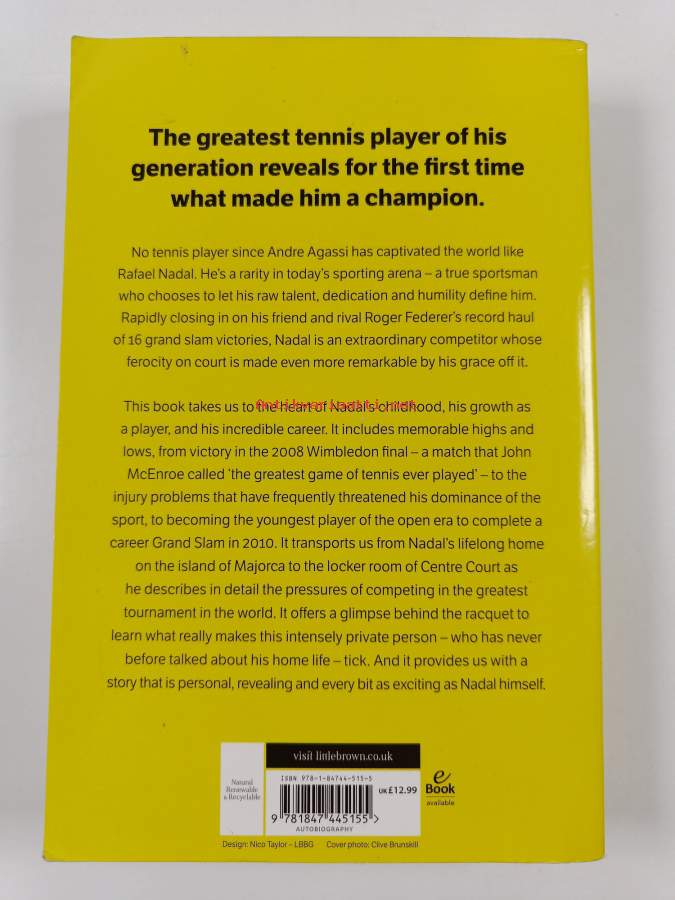 The greatest tennis player of his
generation reveals for the first time
what made him a champion.
No tennis player since Andre Agassi has captivated the world like
Rafael Nadal. He's a rarity in today's sporting arena – a true sportsman
who chooses to let his raw talent, dedication and humility define him.
Rapidly closing in on his friend and rival Roger Federer's record haul
of 16 grand slam victories, Nadal is an extraordinary competitor whose
ferocity on court is made even more remarkable by his grace off it.
This book takes us to the heart of Nadal's childhood, his growth as
antikvariaatti.net
a player, and his incredible career. It includes memorable highs and
lows, from victory in the 2008 Wimbledon final – a match that John
McEnroe called 'the greatest game of tennis ever played' – to the
injury problems that have frequently threatened his dominance of the
sport, to becoming the youngest player of the open era to complete a
career Grand Slam in 2010. It transports us from Nadal's lifelong home
on the island of Majorca to the locker room of Centre Court as
he describes in detail the pressures of competing in the greatest
tournament in the world. It offers a glimpse behind the racquet to
learn what really makes this intensely private person – who has never
before talked about his home life – tick. And it provides us with a
story that is personal, revealing and every bit as exciting as Nadal himself.
visit littlebrown.co.uk
Natural
Renewable
& Recyclable
ISBN 978-1-84744-515-5
9 781847 445155 >
AUTOBIOGRAPHY
UK £12.99
e
Book
available
Design: Nico Taylor – LBBG Cover photo: Clive Brunskill